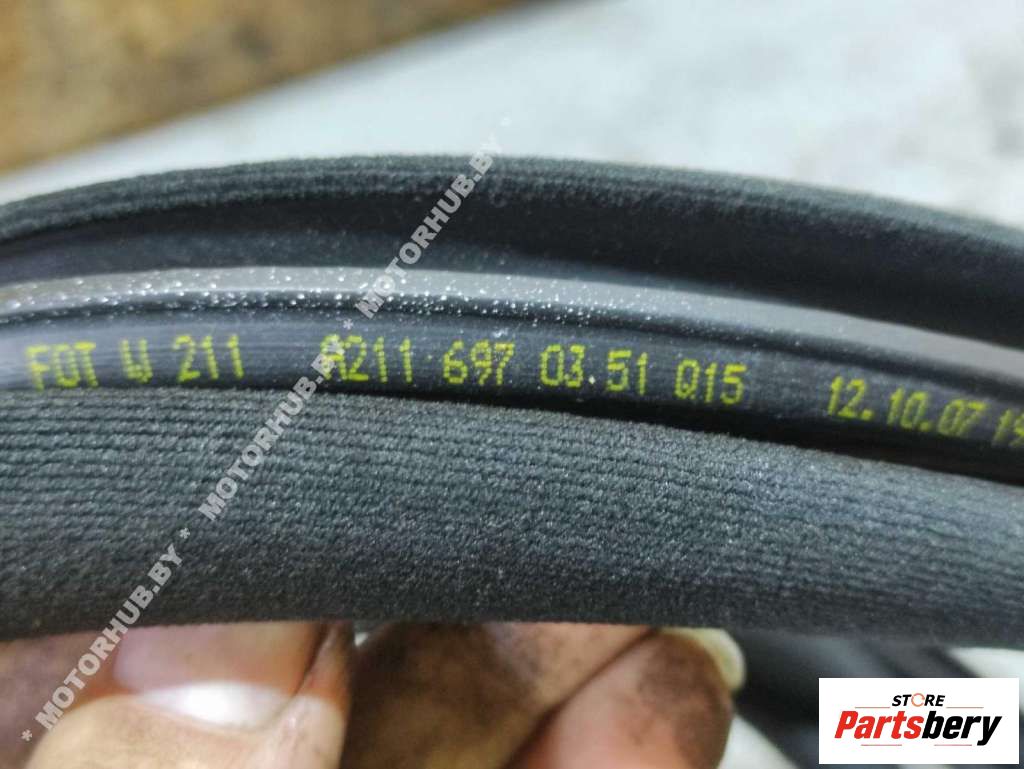 FOT W 211 A211 697 03.51 Q15 12.10.07
* MOTORHUB.BY * MOTORHUB.BY * MOTORHUB.BY *
STORE
Partsbery